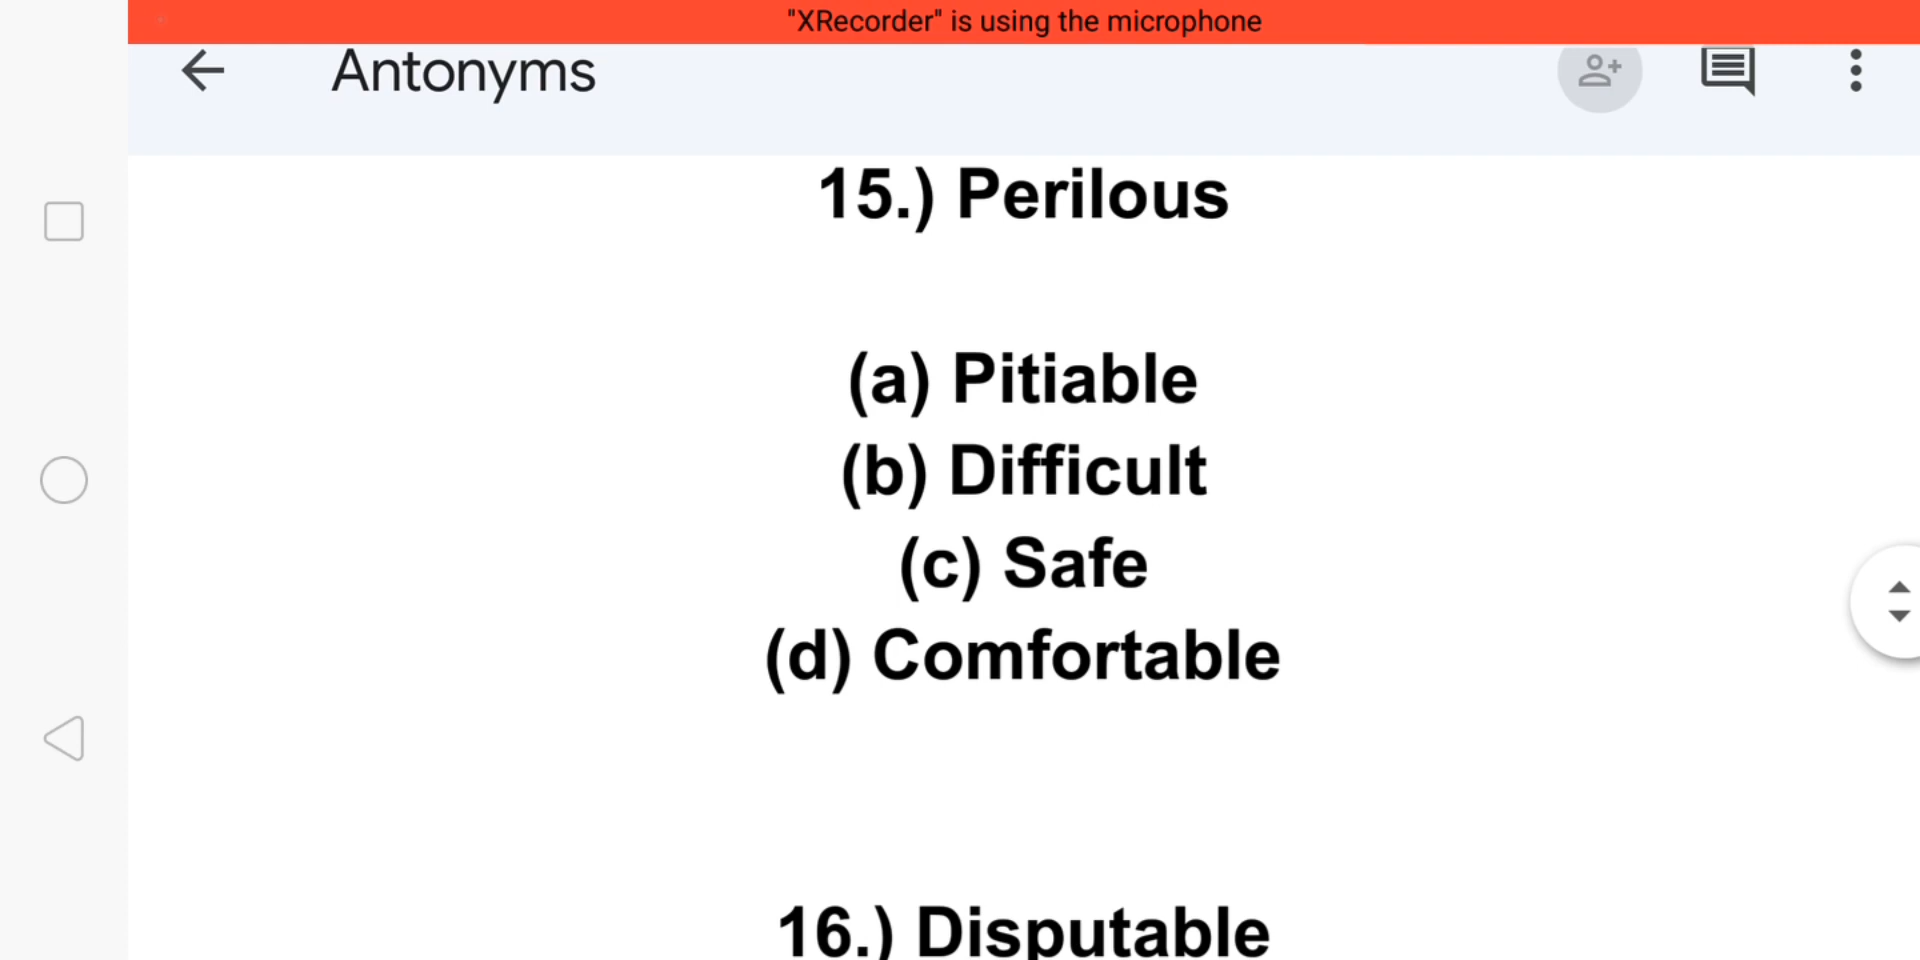 "XRecorder" is using the microphone
Antonyms
15.) Perilous
(a) Pitiable
(b) Difficult
(c) Safe
(d) Comfortable
16.) Disputable